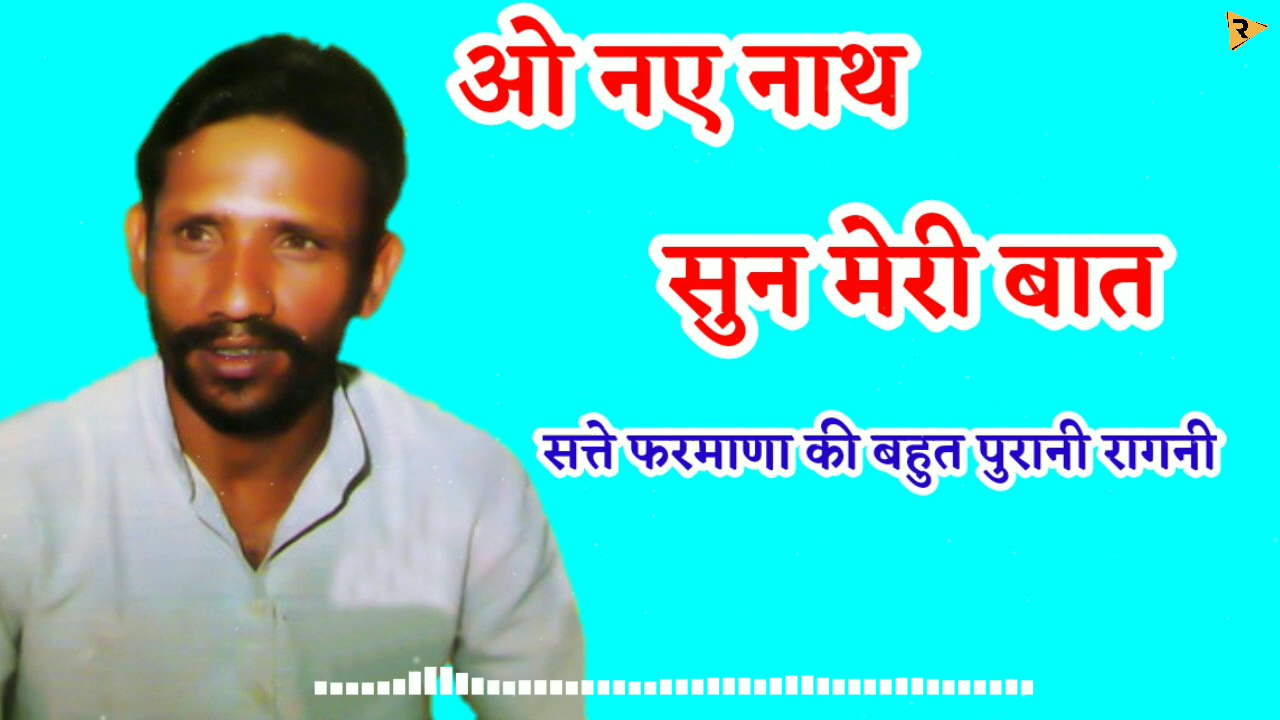 ओ नए नाथ
सुन मेरी बात
सत्ते फरमाणा की बहुत पुरानी रागनी
R